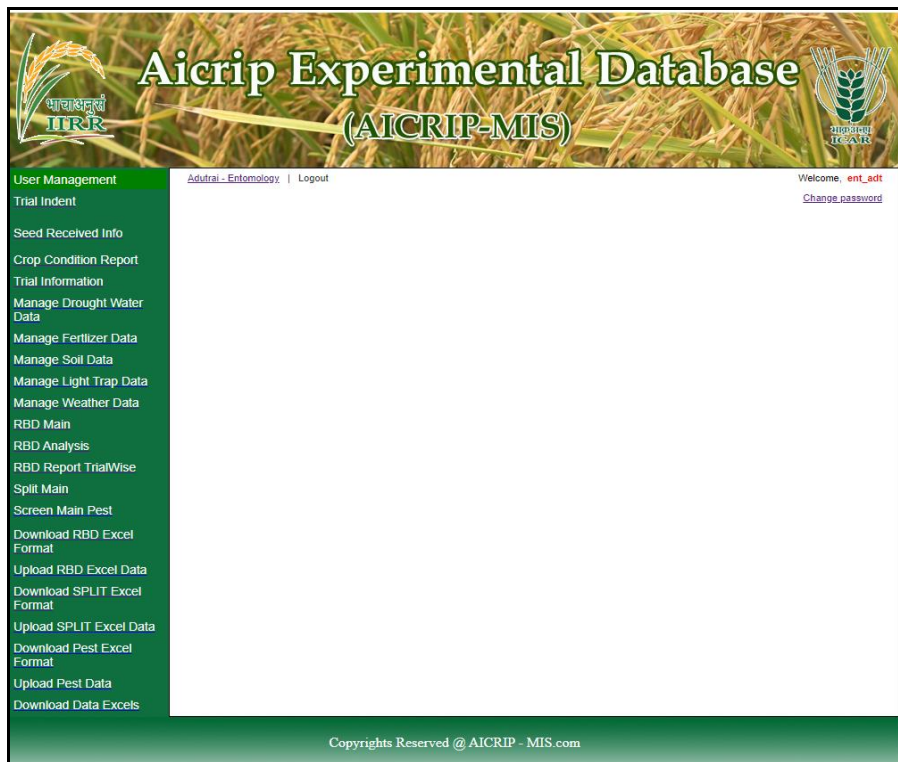 Aicrip Experimental Database
(AICRIP-MIS)
भाकृअनुसं
IIRR
भाकृअनुप
ICAR
User Management
Adutrai - Entomology | Logout
Welcome, ent_adt
Change password
Trial Indent
Seed Received Info
Crop Condition Report
Trial Information
Manage Drought Water
Data
Manage Fertlizer Data
Manage Soil Data
Manage Light Trap Data
Manage Weather Data
RBD Main
RBD Analysis
RBD Report TrialWise
Split Main
Screen Main Pest
Download RBD Excel
Format
Upload RBD Excel Data
Download SPLIT Excel
Format
Upload SPLIT Excel Data
Download Pest Excel
Format
Upload Pest Data
Download Data Excels
Copyrights Reserved @ AICRIP - MIS.com